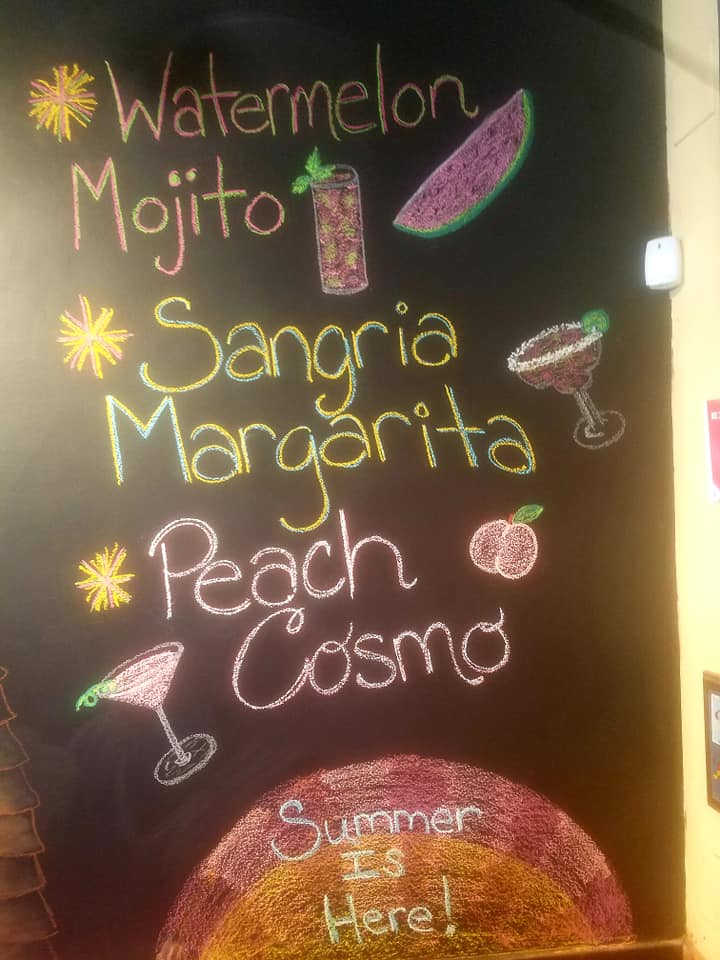 Watermelon
Mojito
Sangria
Margarita
Peach
Cosmo
Summer
Is
Here!